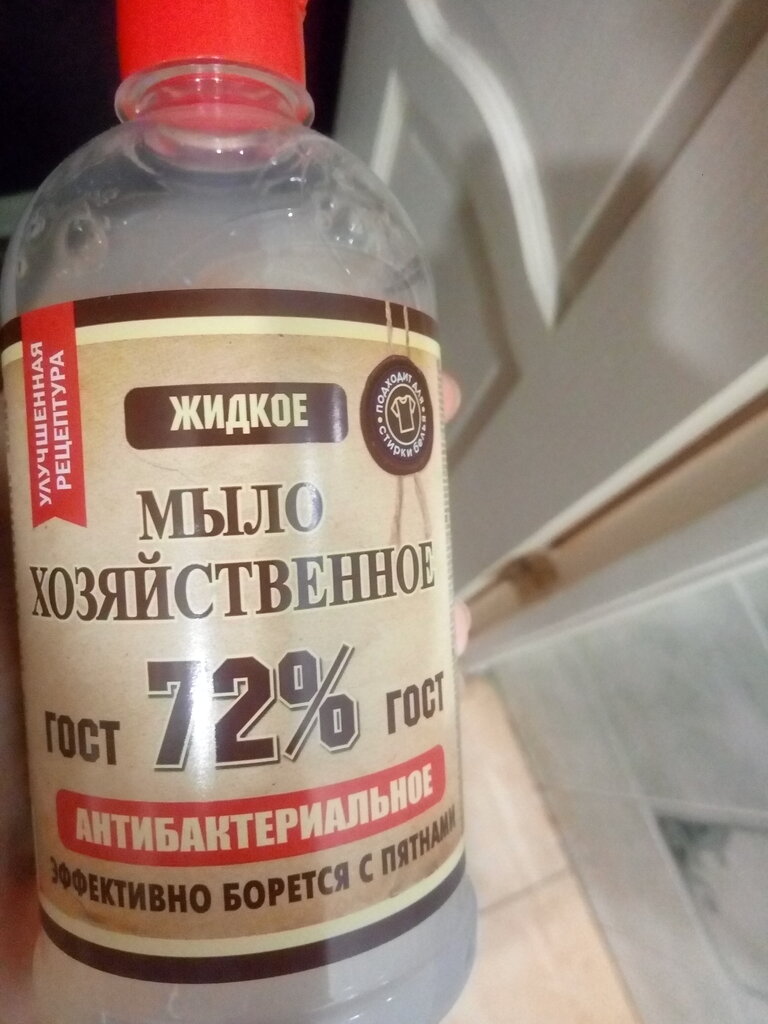 УЛУЧШЕННАЯ
РЕЦЕПТУРА
ЖИДКОЕ
ПОДХОДИТ ДЛЯ
СТИРКИ белья
МЫЛО
ХОЗЯЙСТВЕННОЕ
ГОСТ 72% ГОСТ
АНТИБАКТЕРИАЛЬНОЕ
ЭФФЕКТИВНО БОРЕТСЯ С ПЯТНАМИ